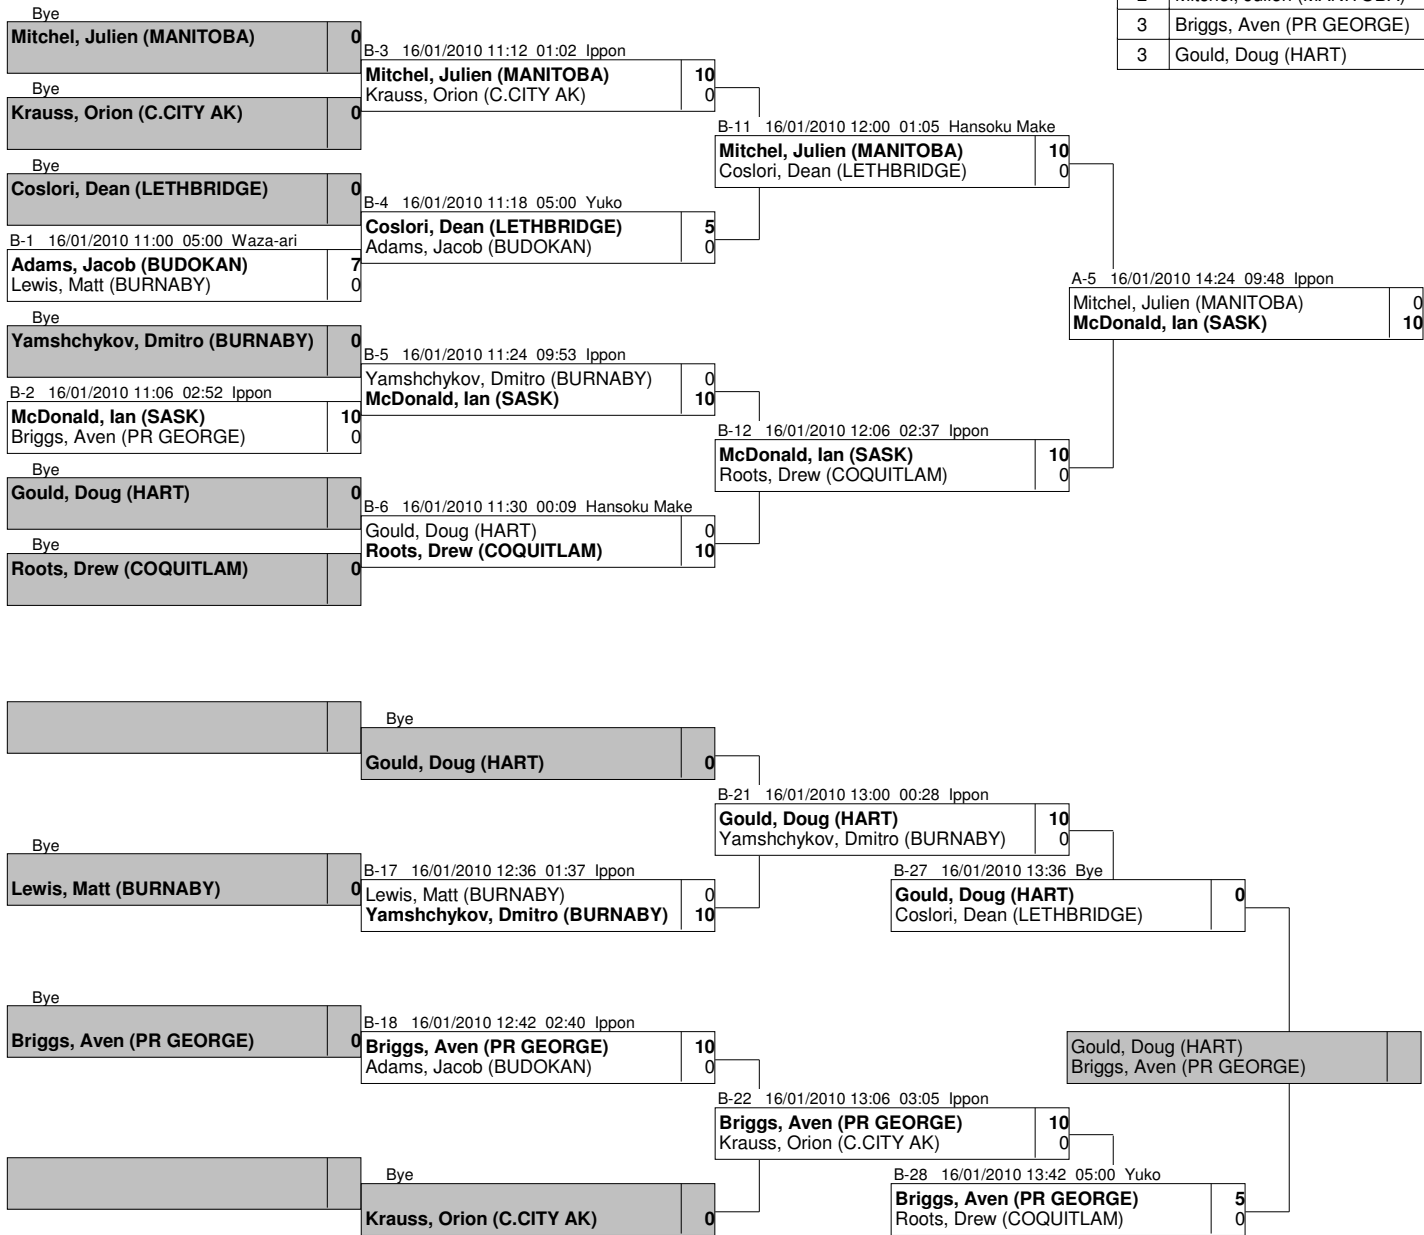 2 Mitchel, Julien (MANITOBA)
3 Briggs, Aven (PR GEORGE)
3 Gould, Doug (HART)
Bye
Mitchel, Julien (MANITOBA) 0
Bye
Krauss, Orion (C.CITY AK) 0
Bye
Coslori, Dean (LETHBRIDGE) 0
B-1 16/01/2010 11:00 05:00 Waza-ari
Adams, Jacob (BUDOKAN) 7
Lewis, Matt (BURNABY) 0
Bye
Yamshchykov, Dmitro (BURNABY) 0
B-2 16/01/2010 11:06 02:52 Ippon
McDonald, Ian (SASK) 10
Briggs, Aven (PR GEORGE) 0
Bye
Gould, Doug (HART) 0
Bye
Roots, Drew (COQUITLAM) 0
B-3 16/01/2010 11:12 01:02 Ippon
Mitchel, Julien (MANITOBA) 10
Krauss, Orion (C.CITY AK) 0
B-4 16/01/2010 11:18 05:00 Yuko
Coslori, Dean (LETHBRIDGE) 5
Adams, Jacob (BUDOKAN) 0
B-5 16/01/2010 11:24 09:53 Ippon
Yamshchykov, Dmitro (BURNABY) 0
McDonald, Ian (SASK) 10
B-6 16/01/2010 11:30 00:09 Hansoku Make
Gould, Doug (HART) 0
Roots, Drew (COQUITLAM) 10
B-11 16/01/2010 12:00 01:05 Hansoku Make
Mitchel, Julien (MANITOBA) 10
Coslori, Dean (LETHBRIDGE) 0
B-12 16/01/2010 12:06 02:37 Ippon
McDonald, Ian (SASK) 10
Roots, Drew (COQUITLAM) 0
A-5 16/01/2010 14:24 09:48 Ippon
Mitchel, Julien (MANITOBA) 0
McDonald, Ian (SASK) 10
Bye
Lewis, Matt (BURNABY) 0
Bye
Briggs, Aven (PR GEORGE) 0
Bye
Gould, Doug (HART) 0
B-17 16/01/2010 12:36 01:37 Ippon
Lewis, Matt (BURNABY) 0
Yamshchykov, Dmitro (BURNABY) 10
B-18 16/01/2010 12:42 02:40 Ippon
Briggs, Aven (PR GEORGE) 10
Adams, Jacob (BUDOKAN) 0
Bye
Krauss, Orion (C.CITY AK) 0
B-21 16/01/2010 13:00 00:28 Ippon
Gould, Doug (HART) 10
Yamshchykov, Dmitro (BURNABY) 0
B-22 16/01/2010 13:06 03:05 Ippon
Briggs, Aven (PR GEORGE) 10
Krauss, Orion (C.CITY AK) 0
B-27 16/01/2010 13:36 Bye
Gould, Doug (HART) 0
Coslori, Dean (LETHBRIDGE)
B-28 16/01/2010 13:42 05:00 Yuko
Briggs, Aven (PR GEORGE) 5
Roots, Drew (COQUITLAM) 0
Gould, Doug (HART)
Briggs, Aven (PR GEORGE)